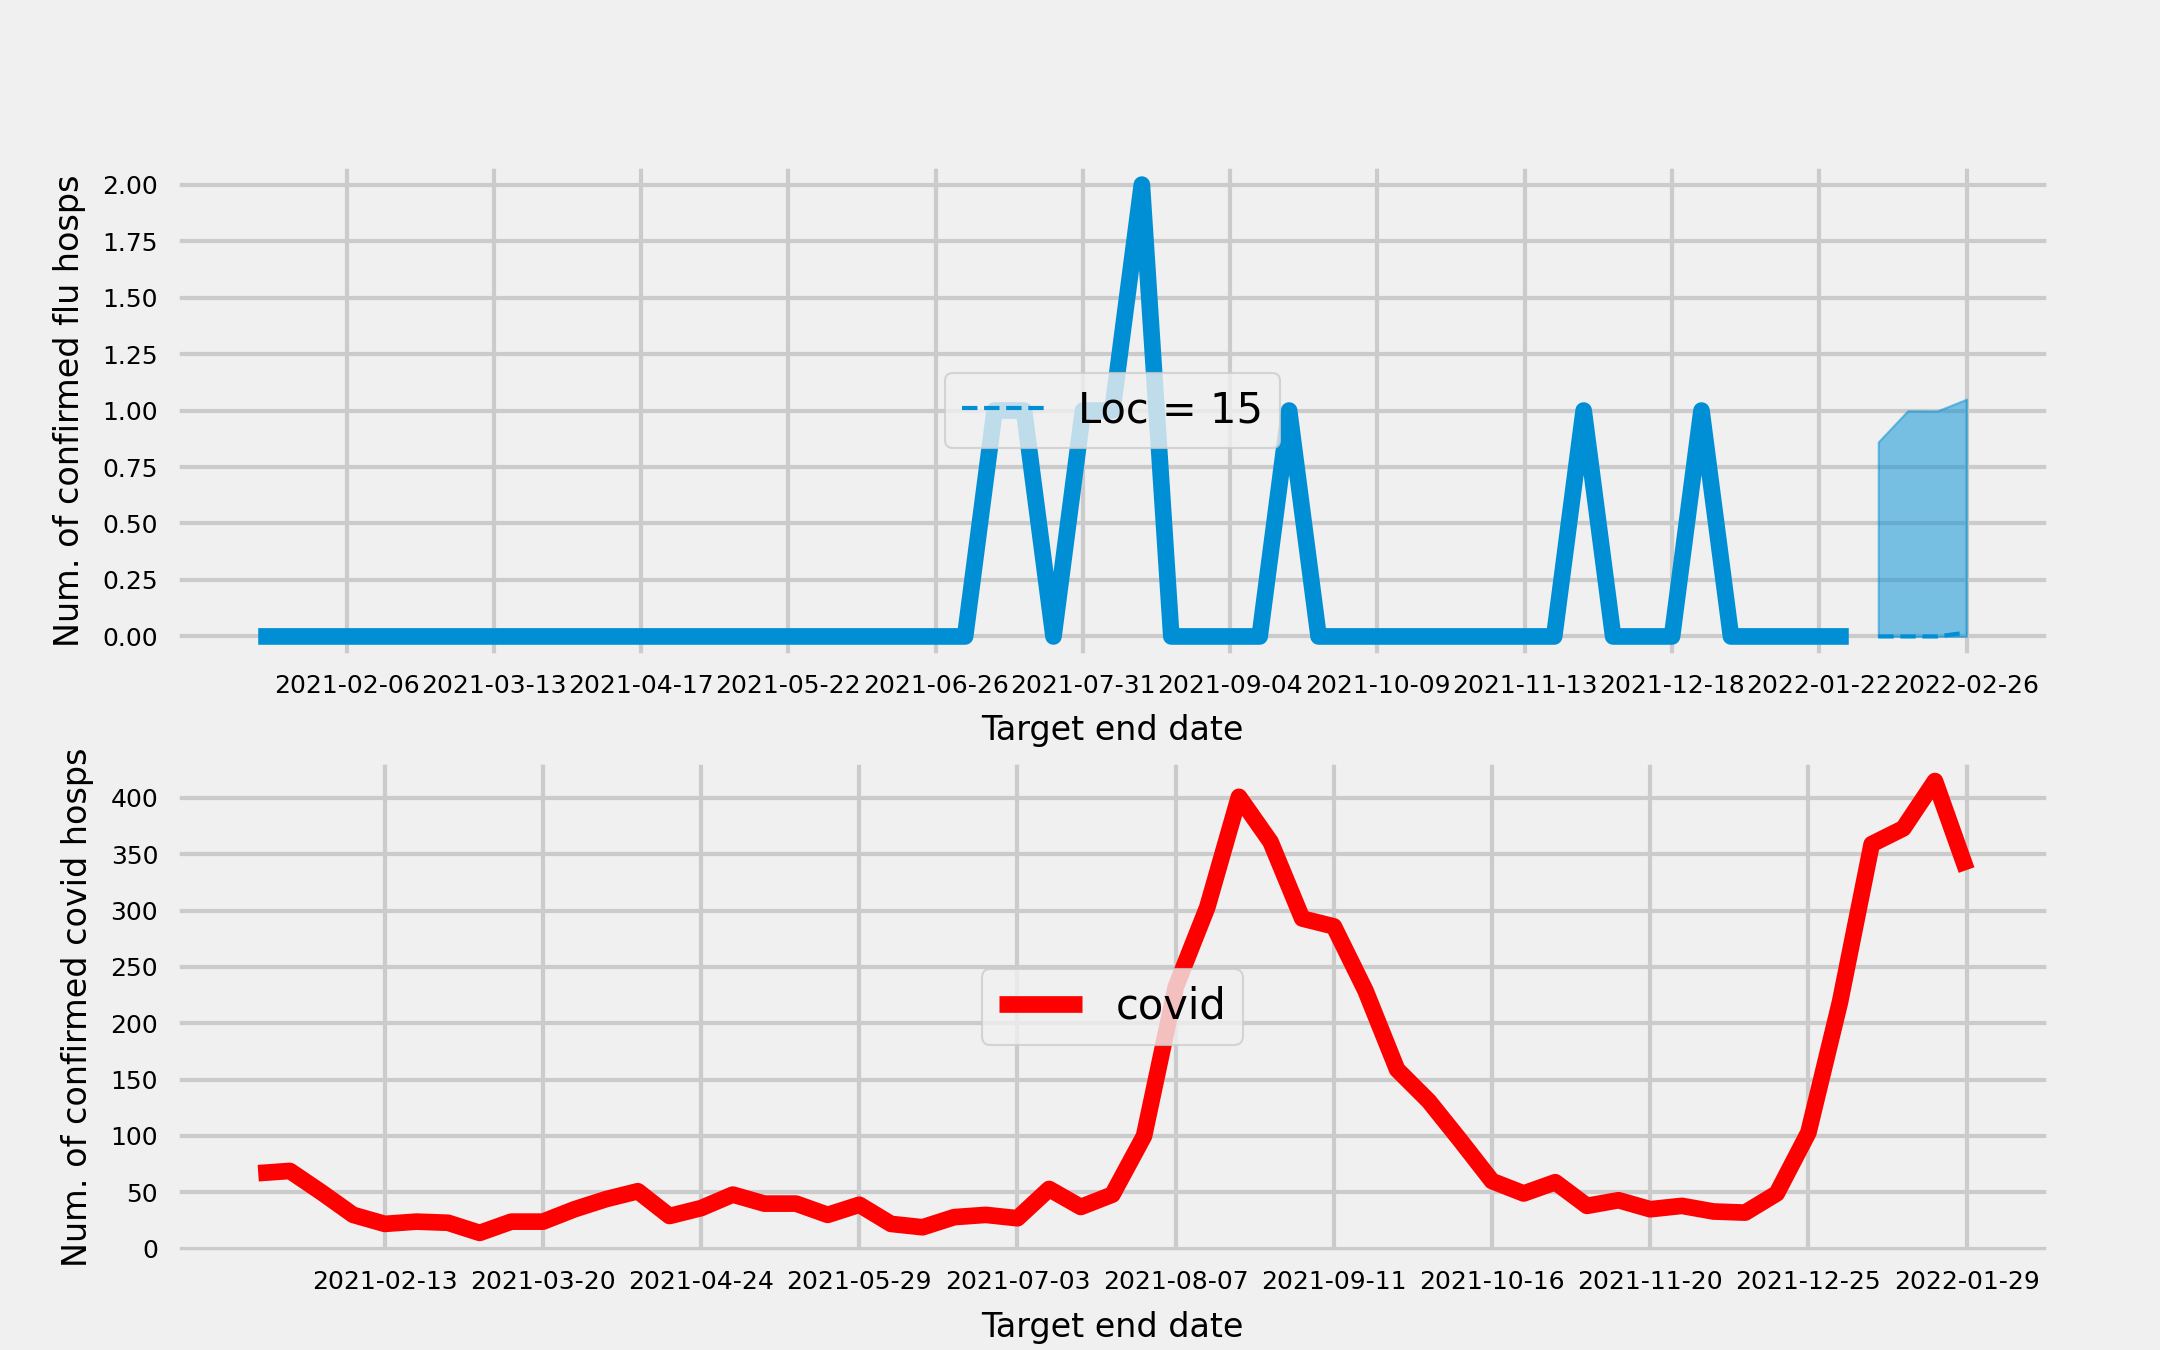 Num. of confirmed flu hosps
2.00
1.75
1.50
1.25
1.00
0.75
0.50
0.25
0.00
Loc = 15
2021-02-06 2021-03-13 2021-04-17 2021-05-22 2021-06-26 2021-07-31 2021-09-04 2021-10-09 2021-11-13 2021-12-18 2022-01-22 2022-02-26
Target end date
Num. of confirmed covid hosps
400
350
300
250
200
150
100
50
0
covid
2021-02-13 2021-03-20 2021-04-24 2021-05-29 2021-07-03 2021-08-07 2021-09-11 2021-10-16 2021-11-20 2021-12-25 2022-01-29
Target end date